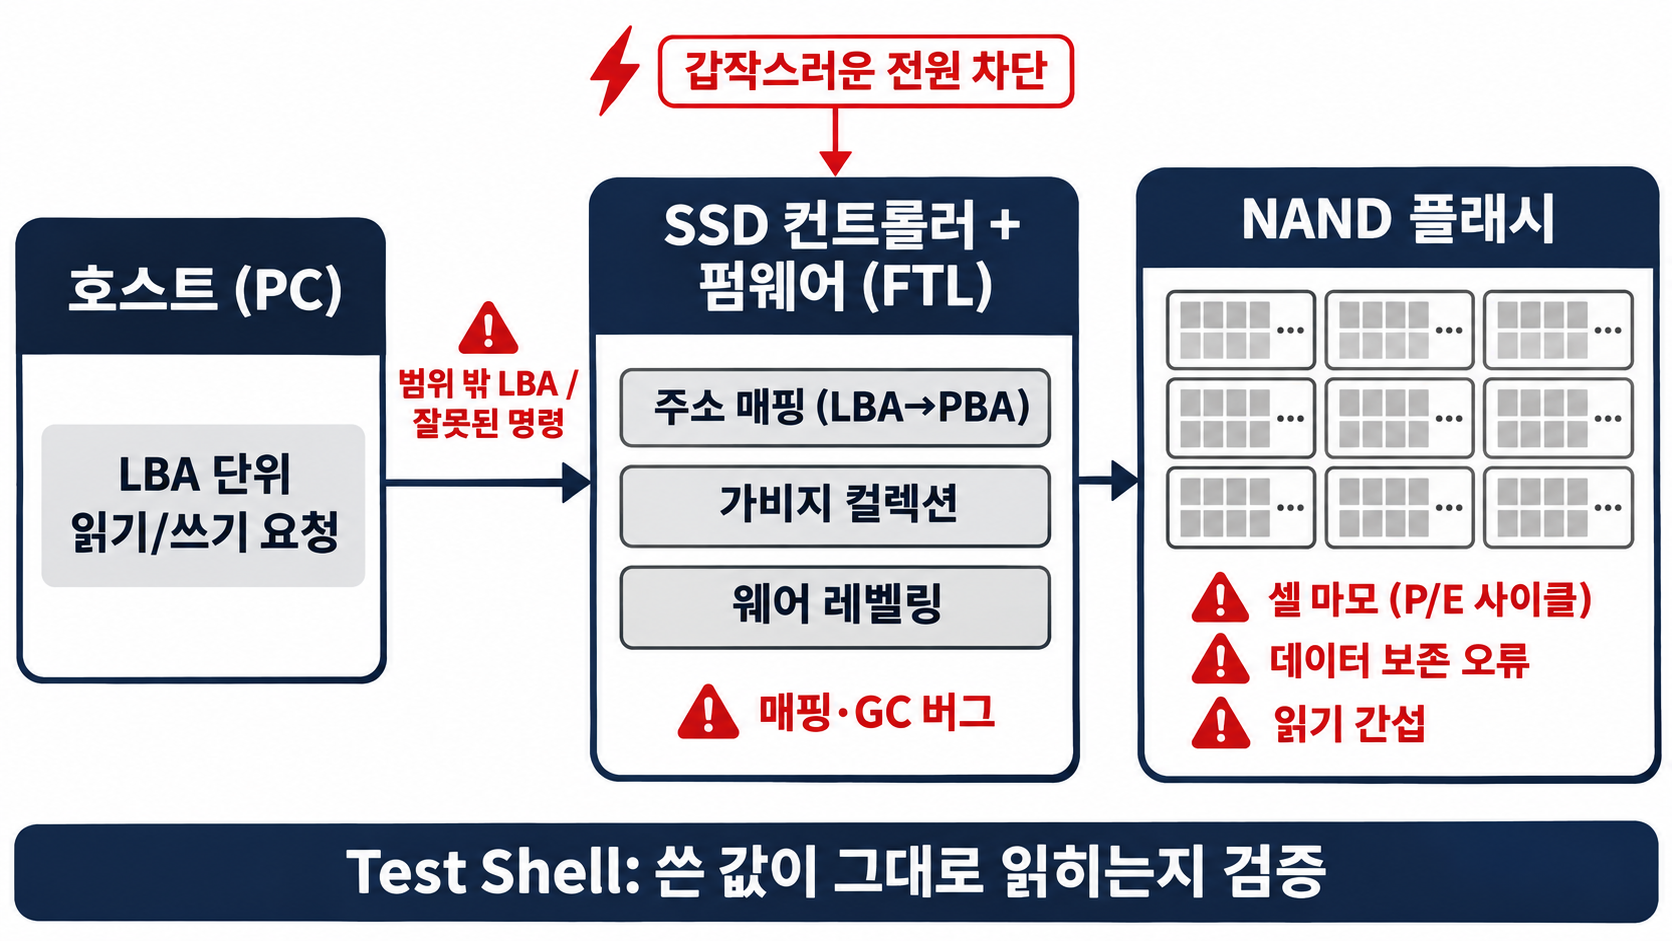 갑작스러운 전원 차단
호스트 (PC)
LBA 단위
읽기/쓰기 요청
범위 밖 LBA /
잘못된 명령
SSD 컨트롤러 +
펌웨어 (FTL)
주소 매핑 (LBA→PBA)
가비지 컬렉션
웨어 레벨링
매핑·GC 버그
NAND 플래시
셀 마모 (P/E 사이클)
데이터 보존 오류
읽기 간섭
Test Shell: 쓴 값이 그대로 읽히는지 검증